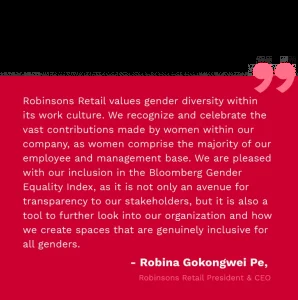 Robinsons Retail values gender diversity within
its work culture. We recognize and celebrate the
vast contributions made by women within our
company, as women comprise the majority of our
employee and management base. We are pleased
with our inclusion in the Bloomberg Gender
Equality Index, as it is not only an avenue for
transparency to our stakeholders, but it is also a
tool to further look into our organization and how
we create spaces that are genuinely inclusive for
all genders.
- Robina Gokongwei Pe,
Robinsons Retail President & CEO